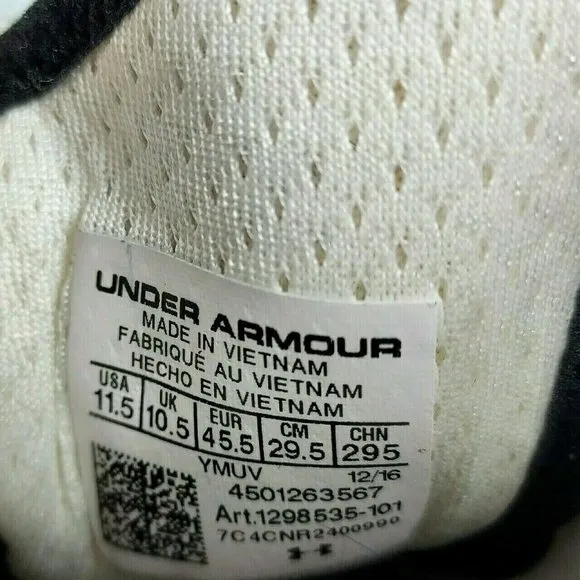 UNDER ARMOUR
MADE IN VIETNAM
FABRIQUÉ AU VIETNAM
HECHO EN VIETNAM
USA UK EUR CM CHN
11.5 10.5 45.5 29.5 295
YMUV 12/16
4501263567
Art.1298535-101
7C4CNR2400990